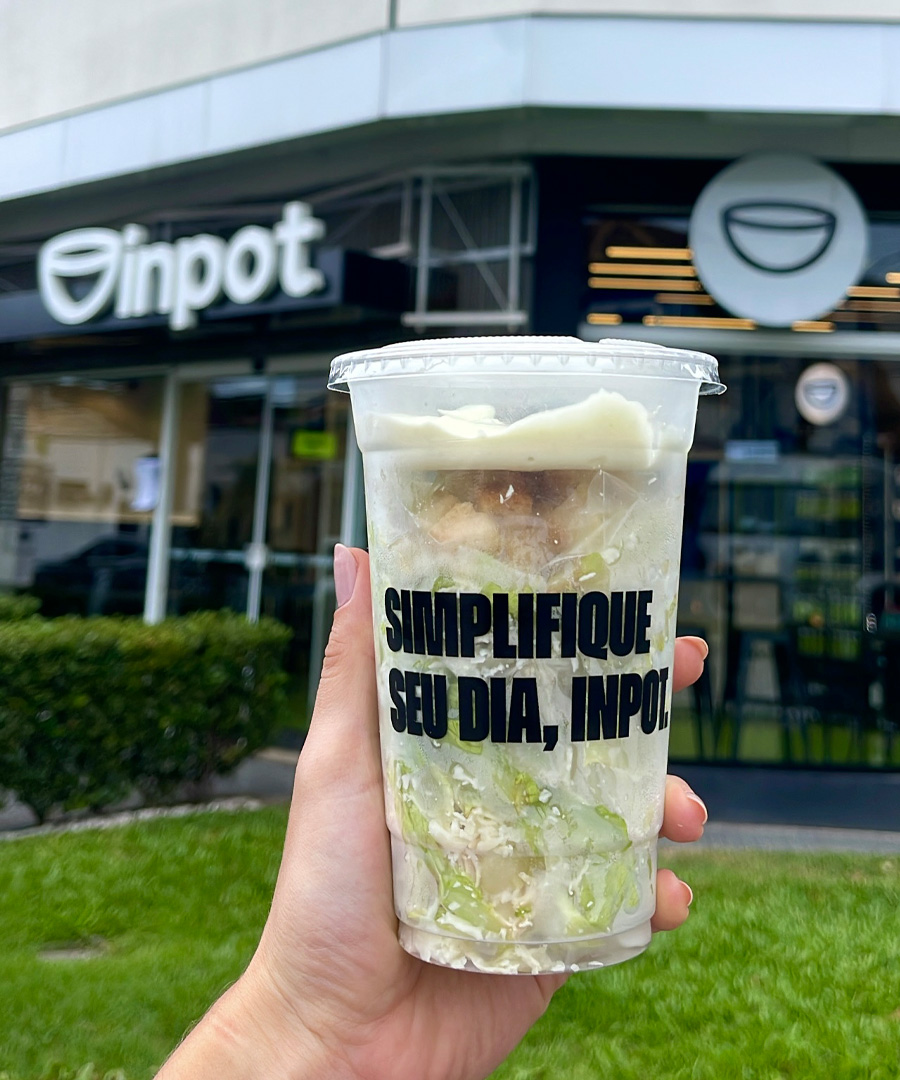 inpot
SIMPLIFIQUE
SEU DIA, INPOT.